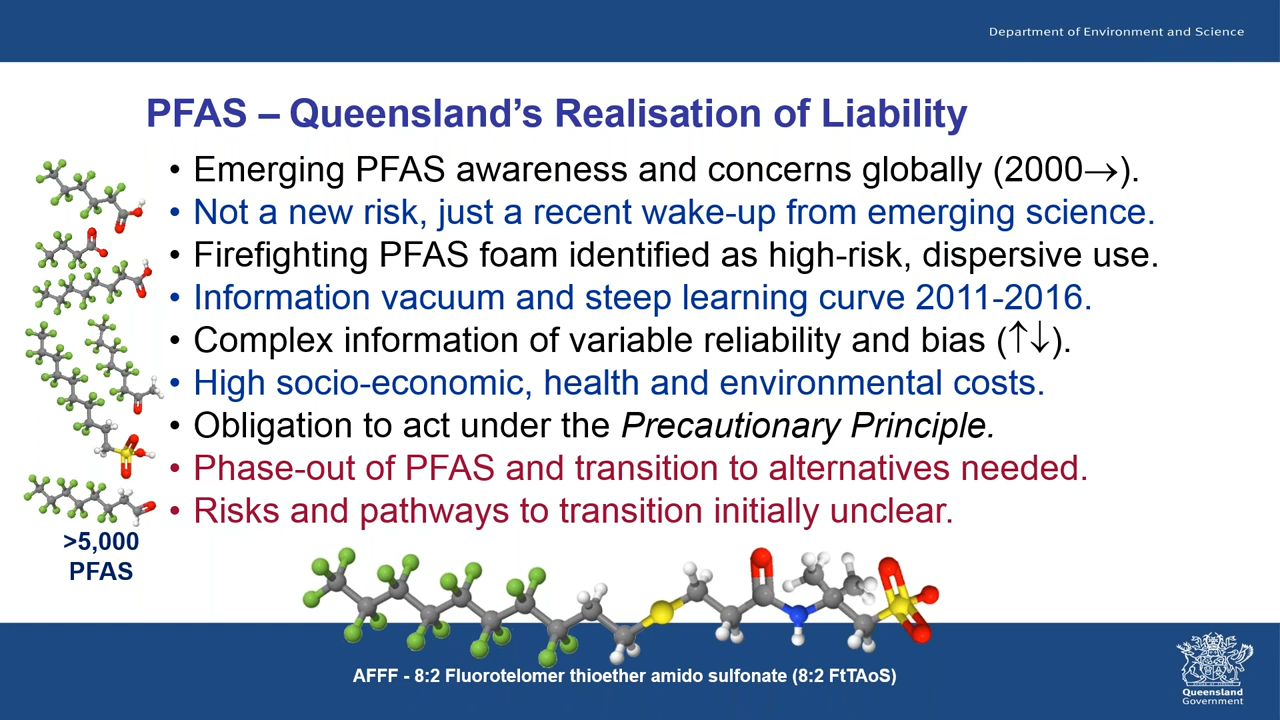 Department of Environment and Science
PFAS – Queensland's Realisation of Liability
• Emerging PFAS awareness and concerns globally (2000→).
• Not a new risk, just a recent wake-up from emerging science.
• Firefighting PFAS foam identified as high-risk, dispersive use.
• Information vacuum and steep learning curve 2011-2016.
• Complex information of variable reliability and bias (↑↓).
• High socio-economic, health and environmental costs.
• Obligation to act under the Precautionary Principle.
• Phase-out of PFAS and transition to alternatives needed.
• Risks and pathways to transition initially unclear.
>5,000
PFAS
AFFF - 8:2 Fluorotelomer thioether amido sulfonate (8:2 FtTAoS)
Queensland
Government